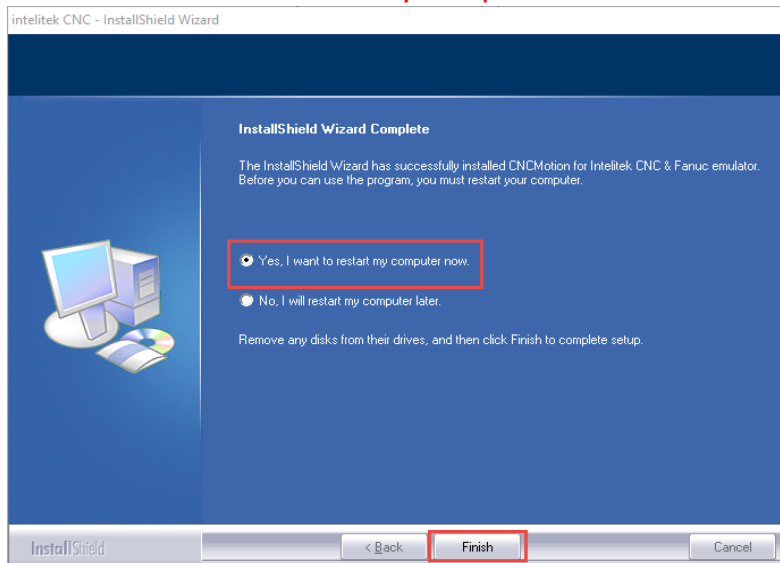 intelitek CNC - InstallShield Wizard
InstallShield Wizard Complete
The InstallShield Wizard has successfully installed CNCMotion for Intelitek CNC & Fanuc emulator.
Before you can use the program, you must restart your computer.
Yes, I want to restart my computer now.
No, I will restart my computer later.
Remove any disks from their drives, and then click Finish to complete setup.
InstallShield
< Back
Finish
Cancel